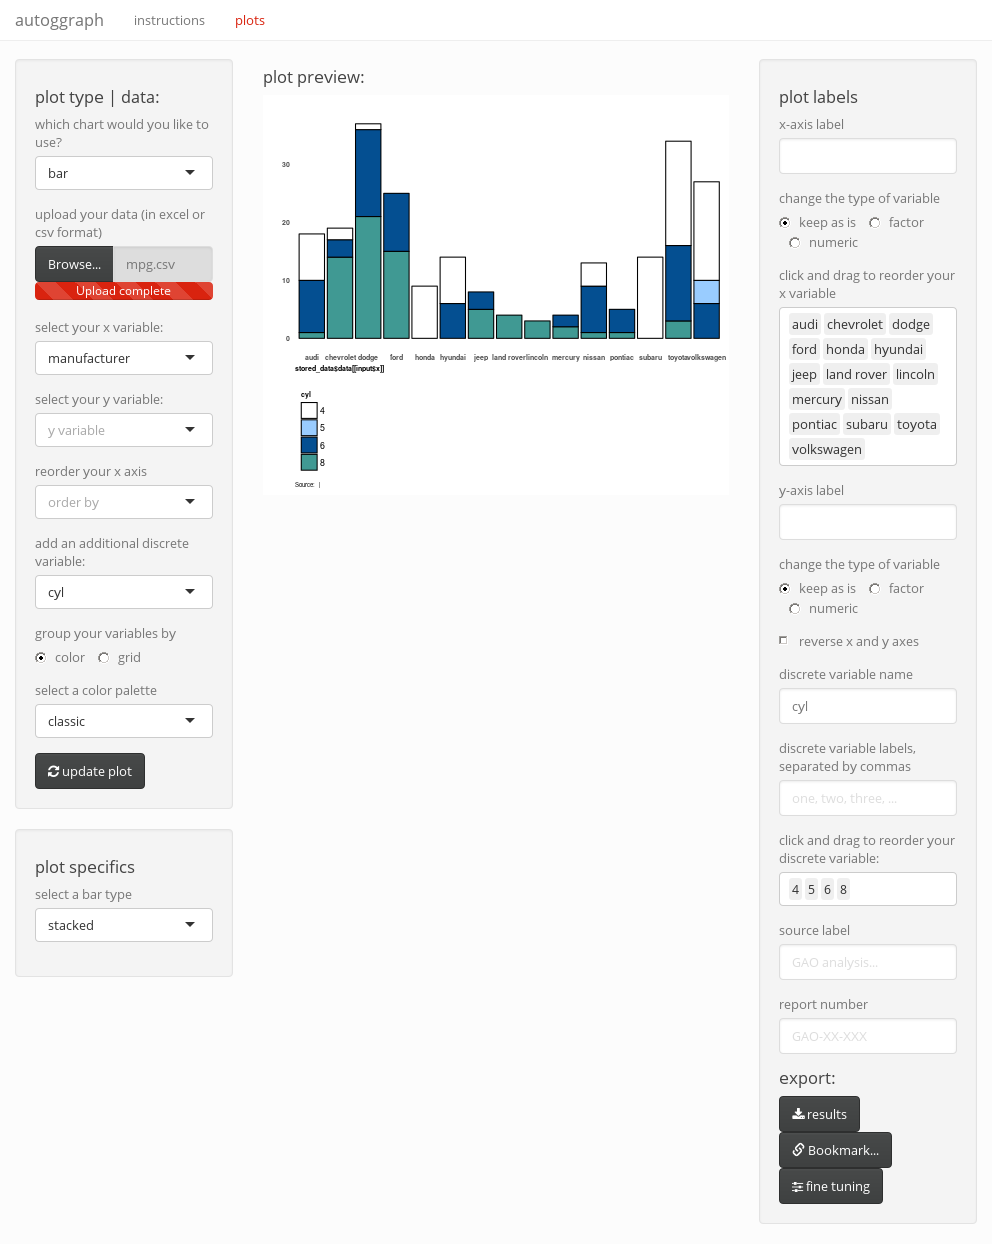 autoggraph instructions plots
plot type | data:
which chart would you like to
use?
bar
upload your data (in excel or
csv format)
Browse... mpg.csv
Upload complete
select your x variable:
manufacturer
select your y variable:
y variable
reorder your x axis
order by
add an additional discrete
variable:
cyl
group your variables by
color grid
select a color palette
classic
update plot
plot specifics
select a bar type
stacked
plot preview:
30
20
10
0
audi chevrolet dodge ford honda hyundai jeep land rover lincoln mercury nissan pontiac subaru toyota volkswagen
stored_data$data[[input$x]]
cyl
4
5
6
8
Source: |
plot labels
x-axis label
change the type of variable
keep as is factor
numeric
click and drag to reorder your
x variable
audi chevrolet dodge
ford honda hyundai
jeep land rover lincoln
mercury nissan
pontiac subaru toyota
volkswagen
y-axis label
change the type of variable
keep as is factor
numeric
reverse x and y axes
discrete variable name
cyl
discrete variable labels,
separated by commas
one, two, three, ...
click and drag to reorder your
discrete variable:
4 5 6 8
source label
GAO analysis...
report number
GAO-XX-XXX
export:
results
Bookmark...
fine tuning